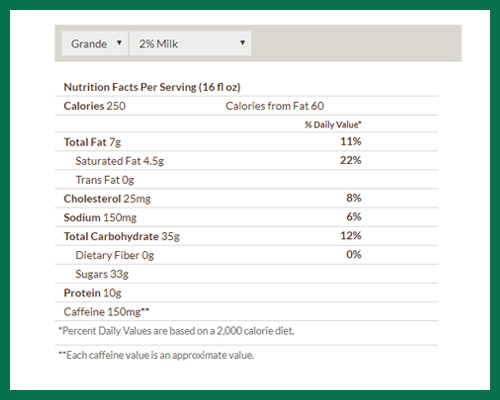 Grande 2% Milk
Nutrition Facts Per Serving (16 fl oz)
Calories 250 Calories from Fat 60
% Daily Value*
Total Fat 7g 11%
Saturated Fat 4.5g 22%
Trans Fat 0g
Cholesterol 25mg 8%
Sodium 150mg 6%
Total Carbohydrate 35g 12%
Dietary Fiber 0g 0%
Sugars 33g
Protein 10g
Caffeine 150mg**
*Percent Daily Values are based on a 2,000 calorie diet.
**Each caffeine value is an approximate value.